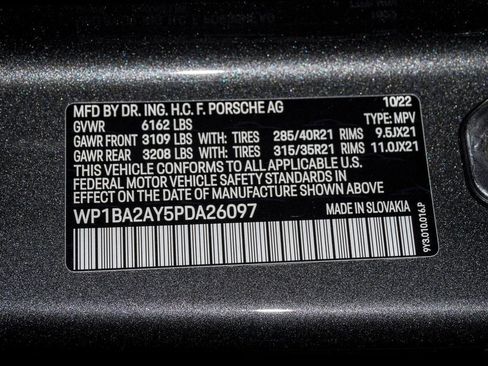 MFD BY DR. ING. H.C. F. PORSCHE AG 10/22
GVWR 6162 LBS TYPE: MPV
GAWR FRONT 3109 LBS WITH: TIRES 285/40R21 RIMS 9.5JX21
GAWR REAR 3208 LBS WITH: TIRES 315/35R21 RIMS 11.0JX21
THIS VEHICLE CONFORMS TO ALL APPLICABLE U.S.
FEDERAL MOTOR VEHICLE SAFETY STANDARDS IN
EFFECT ON THE DATE OF MANUFACTURE SHOWN ABOVE.
WP1BA2AY5PDA26097 MADE IN SLOVAKIA
9Y3.010.016.P